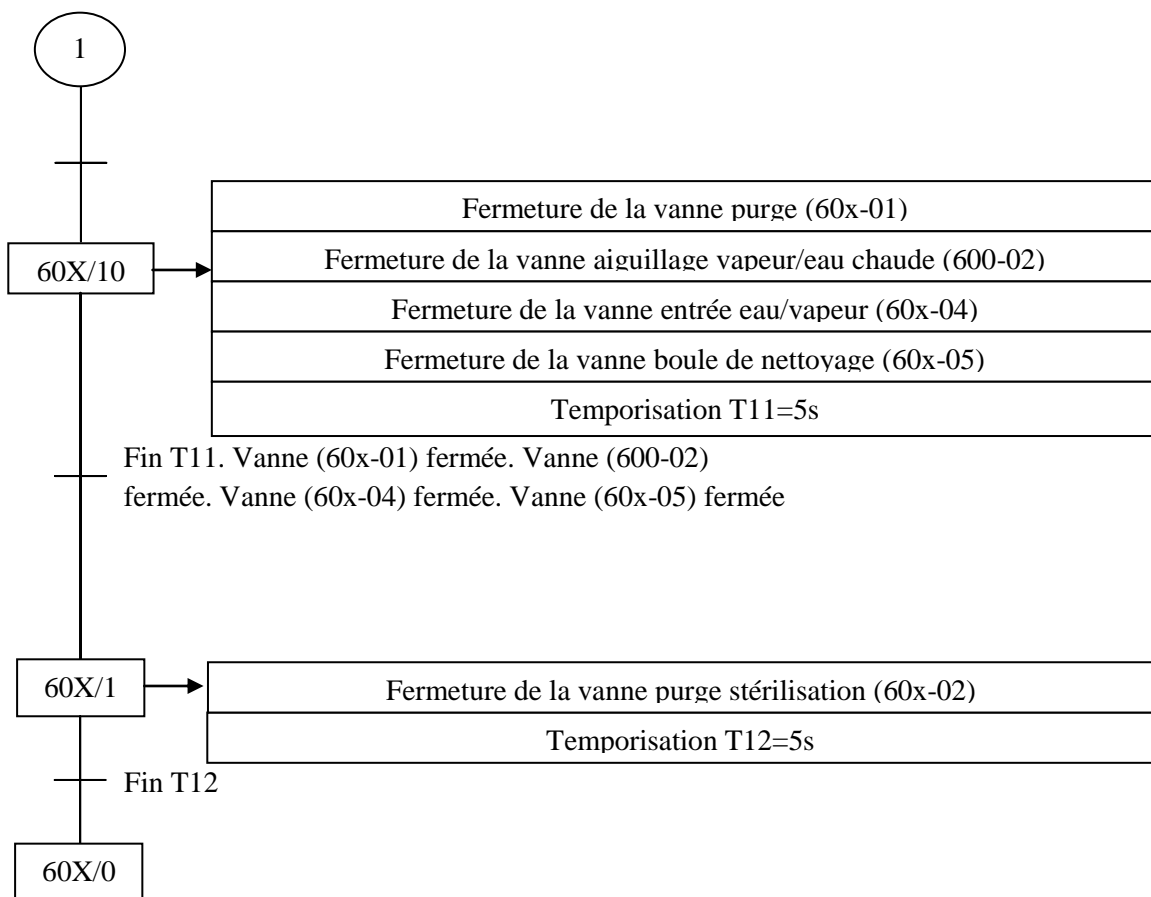 1
Fermeture de la vanne purge (60x-01)
60X/10
Fermeture de la vanne aiguillage vapeur/eau chaude (600-02)
Fermeture de la vanne entrée eau/vapeur (60x-04)
Fermeture de la vanne boule de nettoyage (60x-05)
Temporisation T11=5s
Fin T11. Vanne (60x-01) fermée. Vanne (600-02)
fermée. Vanne (60x-04) fermée. Vanne (60x-05) fermée
60X/1
Fermeture de la vanne purge stérilisation (60x-02)
Temporisation T12=5s
Fin T12
60X/0